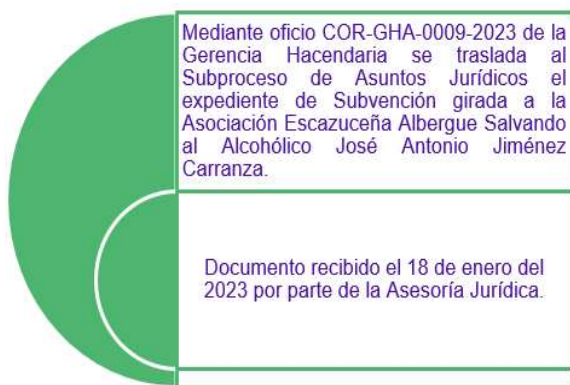 Mediante oficio COR-GHA-0009-2023 de la
Gerencia Hacendaria se traslada al
Subproceso de Asuntos Jurídicos el
expediente de Subvención girada a la
Asociación Escazuceña Albergue Salvando
al Alcohólico José Antonio Jiménez
Carranza.
Documento recibido el 18 de enero del
2023 por parte de la Asesoría Jurídica.